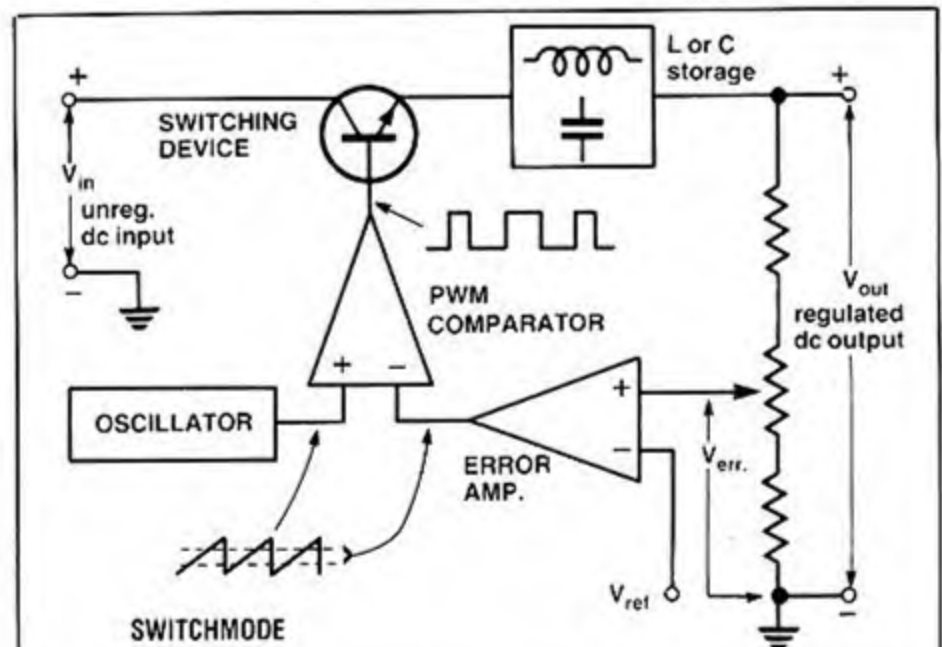 L or C
storage
+
+
SWITCHING
DEVICE
Vin
unreg.
dc input
−
PWM
COMPARATOR
Vout
regulated
dc output
+ −
+
OSCILLATOR
−
Verr.
ERROR
AMP.
Vref
−
SWITCHMODE